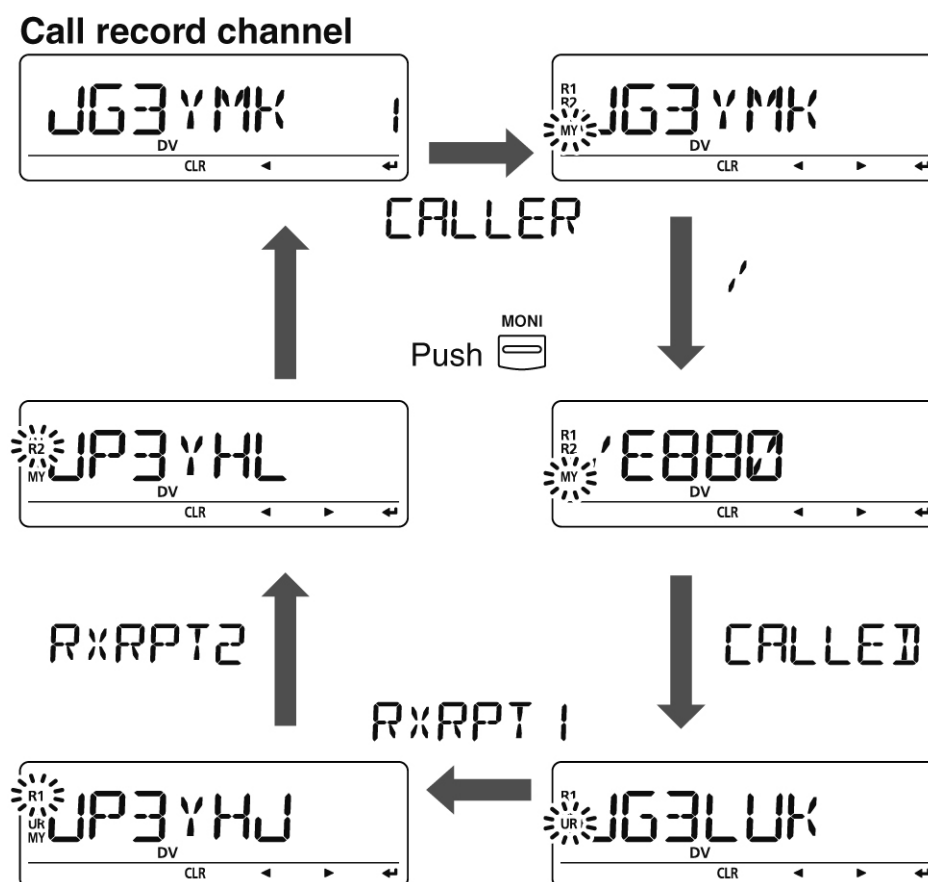 Call record channel
JG3YMK 1
DV
CLR ◄ ↵
R1
R2
MY JG3YMK
DV
CLR ◄ ► ↵
CALLER
/
MONI
Push
R2
MY JP3YHL
DV
CLR ◄ ► ↵
R1
R2
MY /E880
DV
CLR ◄ ► ↵
RXRPT2
CALLED
RXRPT1
R1
UR
MY JP3YHJ
DV
CLR ◄ ► ↵
R1
UR JG3LUK
DV
CLR ◄ ► ↵